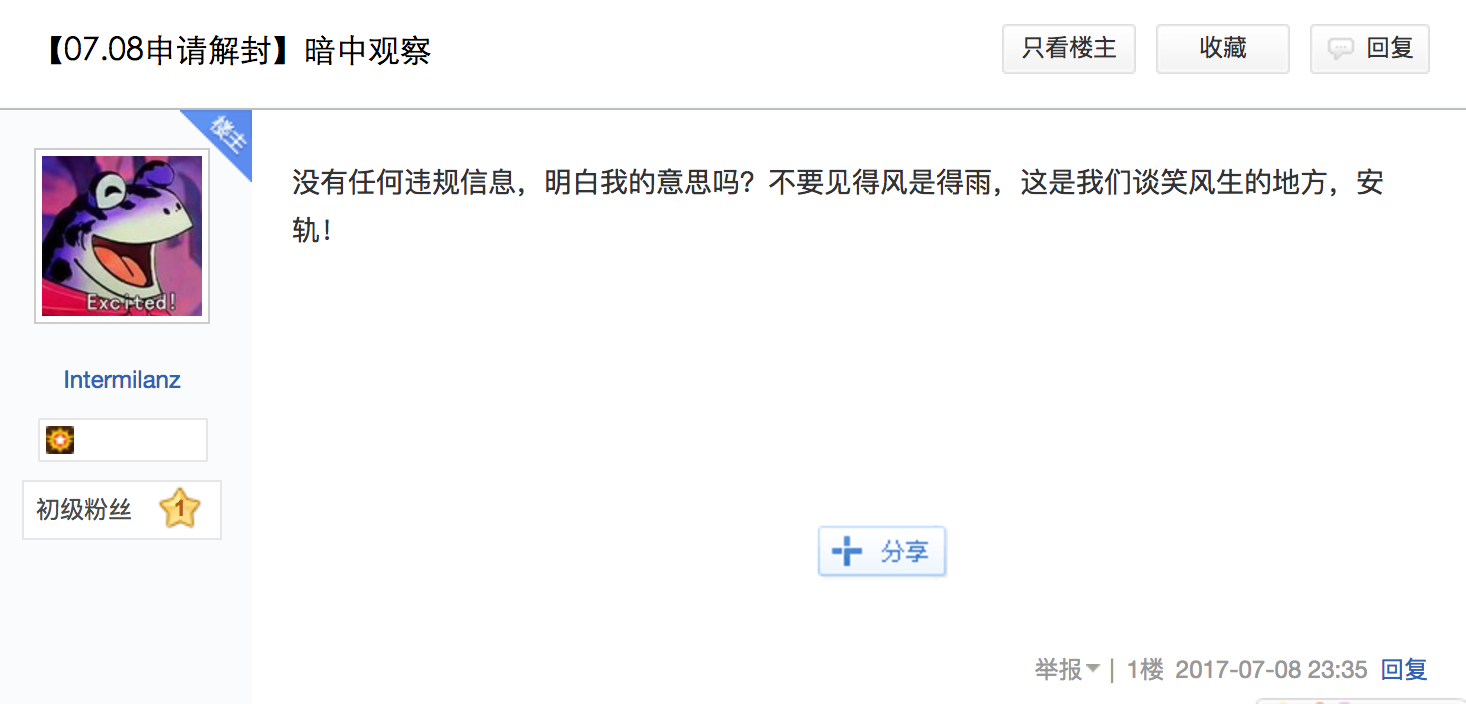 【07.08申请解封】暗中观察
只看楼主
收藏
回复
楼主
没有任何违规信息，明白我的意思吗？不要见得风是得雨，这是我们谈笑风生的地方，安
轨！
Excited!
Intermilanz
初级粉丝 1
分享
举报 | 1楼 2017-07-08 23:35 回复